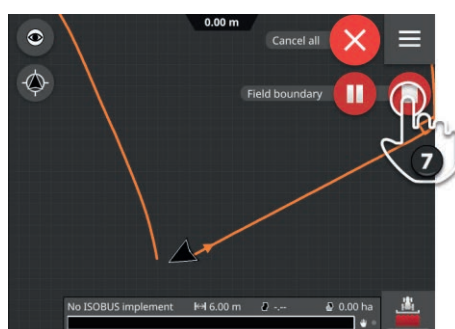 0.00 m
Cancel all
Field boundary
7
No ISOBUS implement 6.00 m -.-- 0.00 ha